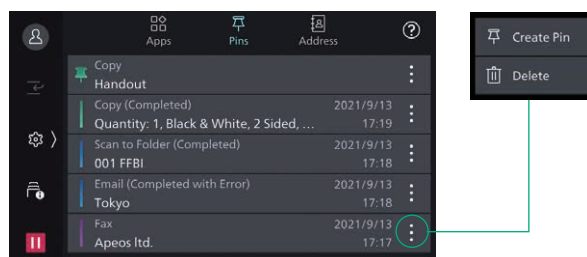 Apps
Pins
Address
Copy
Handout
Copy (Completed)
2021/9/13
Quantity: 1, Black & White, 2 Sided, ...
17:19
Scan to Folder (Completed)
2021/9/13
001 FFBI
17:18
Email (Completed with Error)
2021/9/13
Tokyo
17:18
Fax
2021/9/13
Apeos ltd.
17:17
Create Pin
Delete